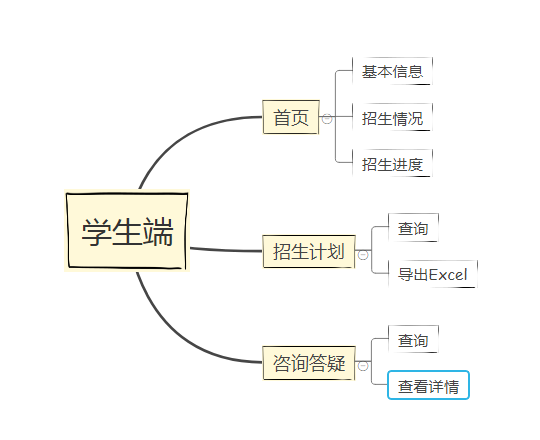 学生端
首页
基本信息
招生情况
招生进度
招生计划
查询
导出Excel
咨询答疑
查询
查看详情